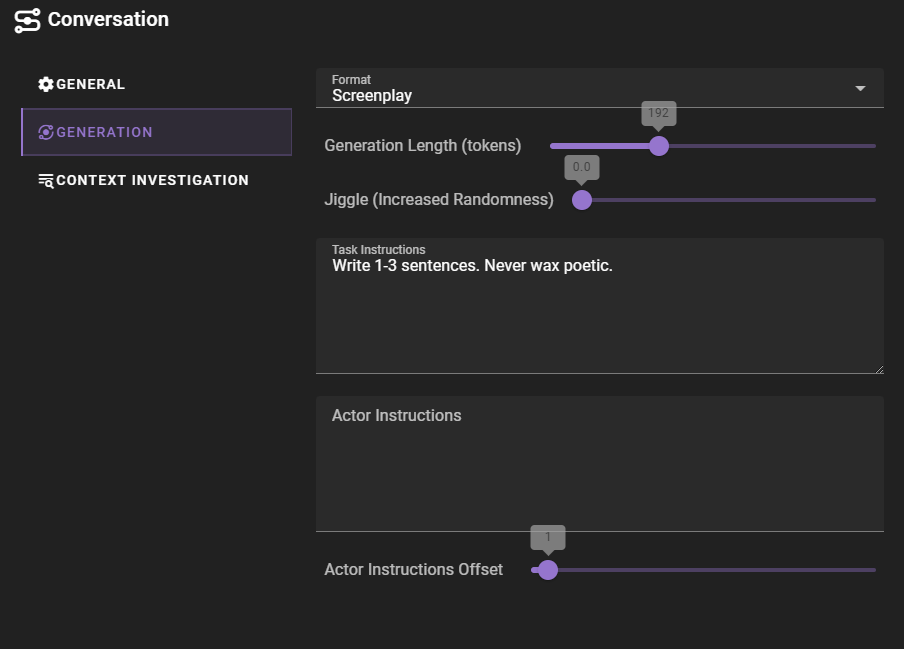 Conversation
GENERAL
GENERATION
CONTEXT INVESTIGATION
Format
Screenplay
192
Generation Length (tokens)
0.0
Jiggle (Increased Randomness)
Task Instructions
Write 1-3 sentences. Never wax poetic.
Actor Instructions
1
Actor Instructions Offset